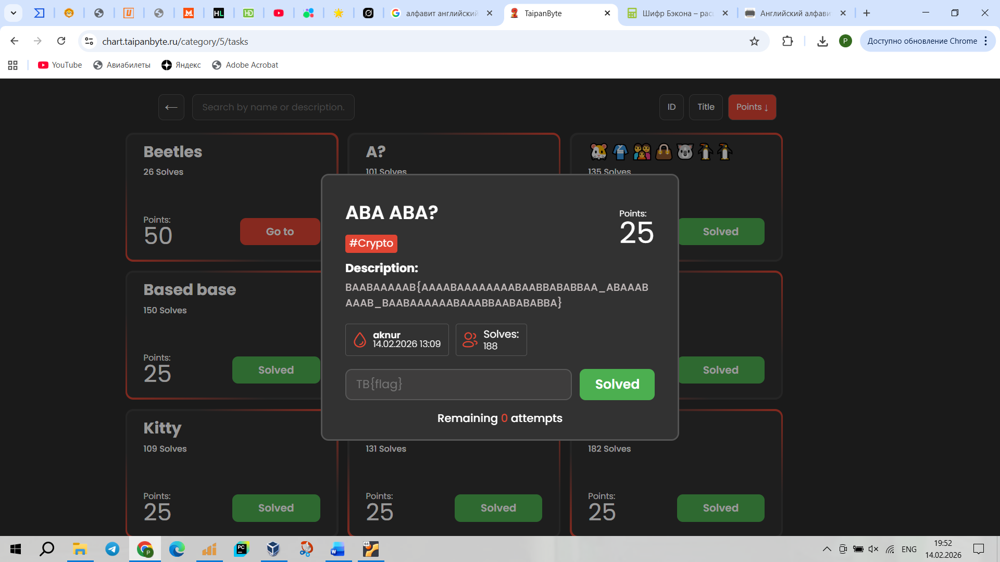 алфавит английский
TaipanByte
Шифр Бэкона – рас
Английский алфави
chart.taipanbyte.ru/category/5/tasks
P
Доступно обновление Chrome
YouTube
Авиабилеты
Яндекс
Adobe Acrobat
Search by name or description.
ID
Title
Points ↓
Beetles
26 Solves
Points:
50
Go to
A?
101 Solves
135 Solves
Solved
ABA ABA?
Points:
25
#Crypto
Description:
BAABAAAAAB{AAAABAAAAAAAABAABBABABBAA_ABAAAB
AAAB_BAABAAAAAABAAABBAABABABBA}
aknur
14.02.2026 13:09
Solves:
188
TB{flag}
Solved
Remaining 0 attempts
Based base
150 Solves
Points:
25
Solved
Solved
Kitty
109 Solves
Points:
25
Solved
131 Solves
Points:
25
Solved
182 Solves
Points:
25
Solved
ENG
19:52
14.02.2026